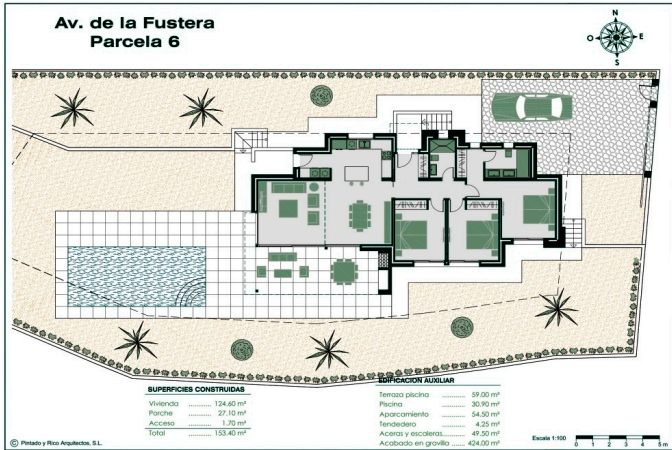 Av. de la Fustera
Parcela 6
N
O
E
S
SUPERFICIES CONSTRUIDAS
Vivienda ........... 124.60 m²
Porche ........... 27.10 m²
Acceso ........... 1.70 m²
Total ........... 153.40 m²
EDIFICACION AUXILIAR
Terraza piscina ........... 59.00 m²
Piscina ........... 30.90 m²
Aparcamiento ........... 54.50 m²
Tendedero ........... 4.25 m²
Aceras y escaleras ........... 49.50 m²
Acabado en gravilla ........... 424.00 m²
© Pintado y Rico Arquitectos, S.L.
Escala 1:100
0 1 2 3 4 5 m